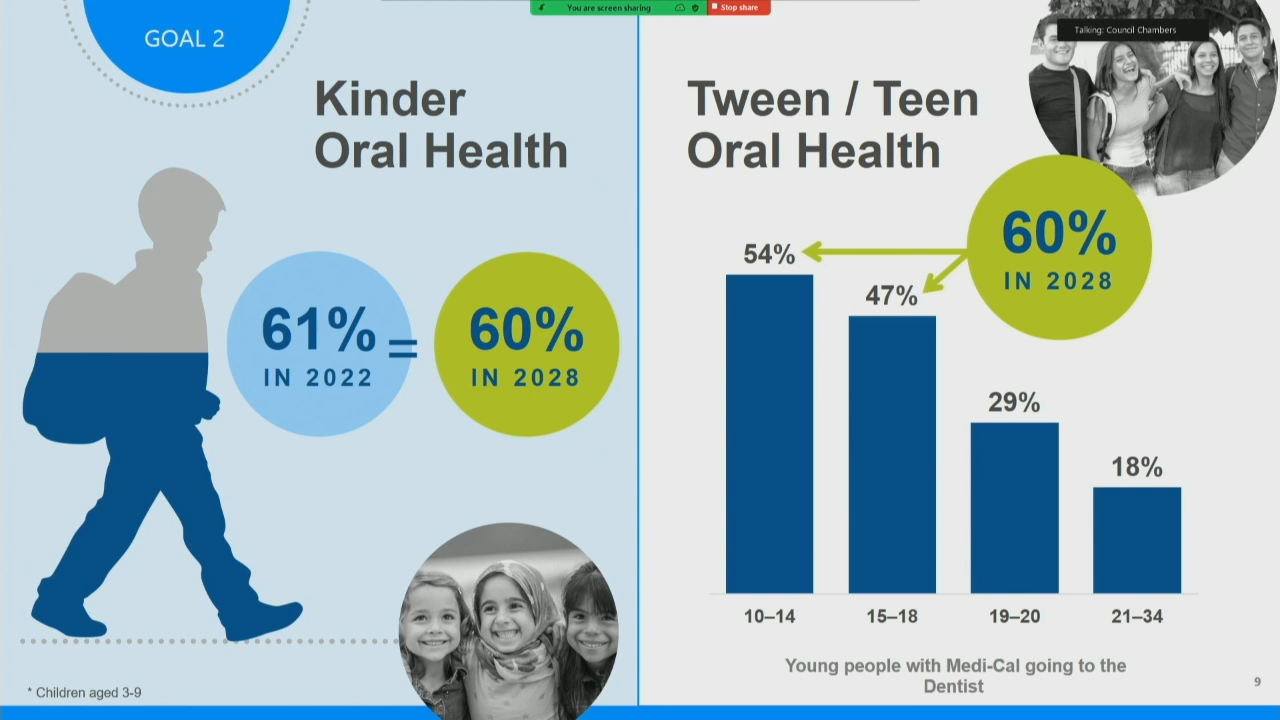 You are screen sharing
Stop share
Talking: Council Chambers
GOAL 2
Kinder
Oral Health
61%
IN 2022
=
60%
IN 2028
* Children aged 3-9
Tween / Teen
Oral Health
60%
IN 2028
54%
47%
29%
18%
10–14
15–18
19–20
21–34
Young people with Medi-Cal going to the
Dentist
9